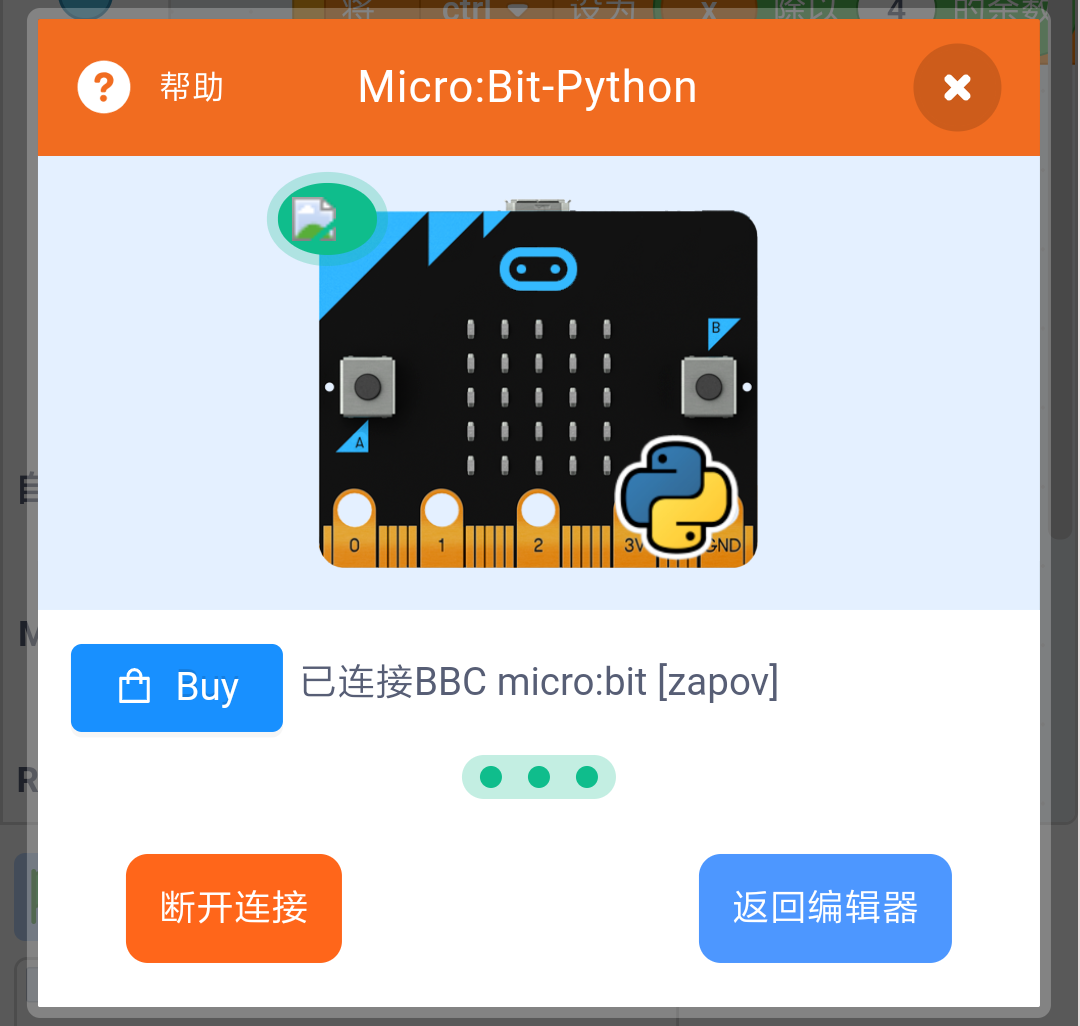 将 ctrl 设为 x 除以 4 的余数
? 帮助 Micro:Bit-Python
B
A
0 1 2 3V GND
Buy 已连接BBC micro:bit [zapov]
断开连接 返回编辑器